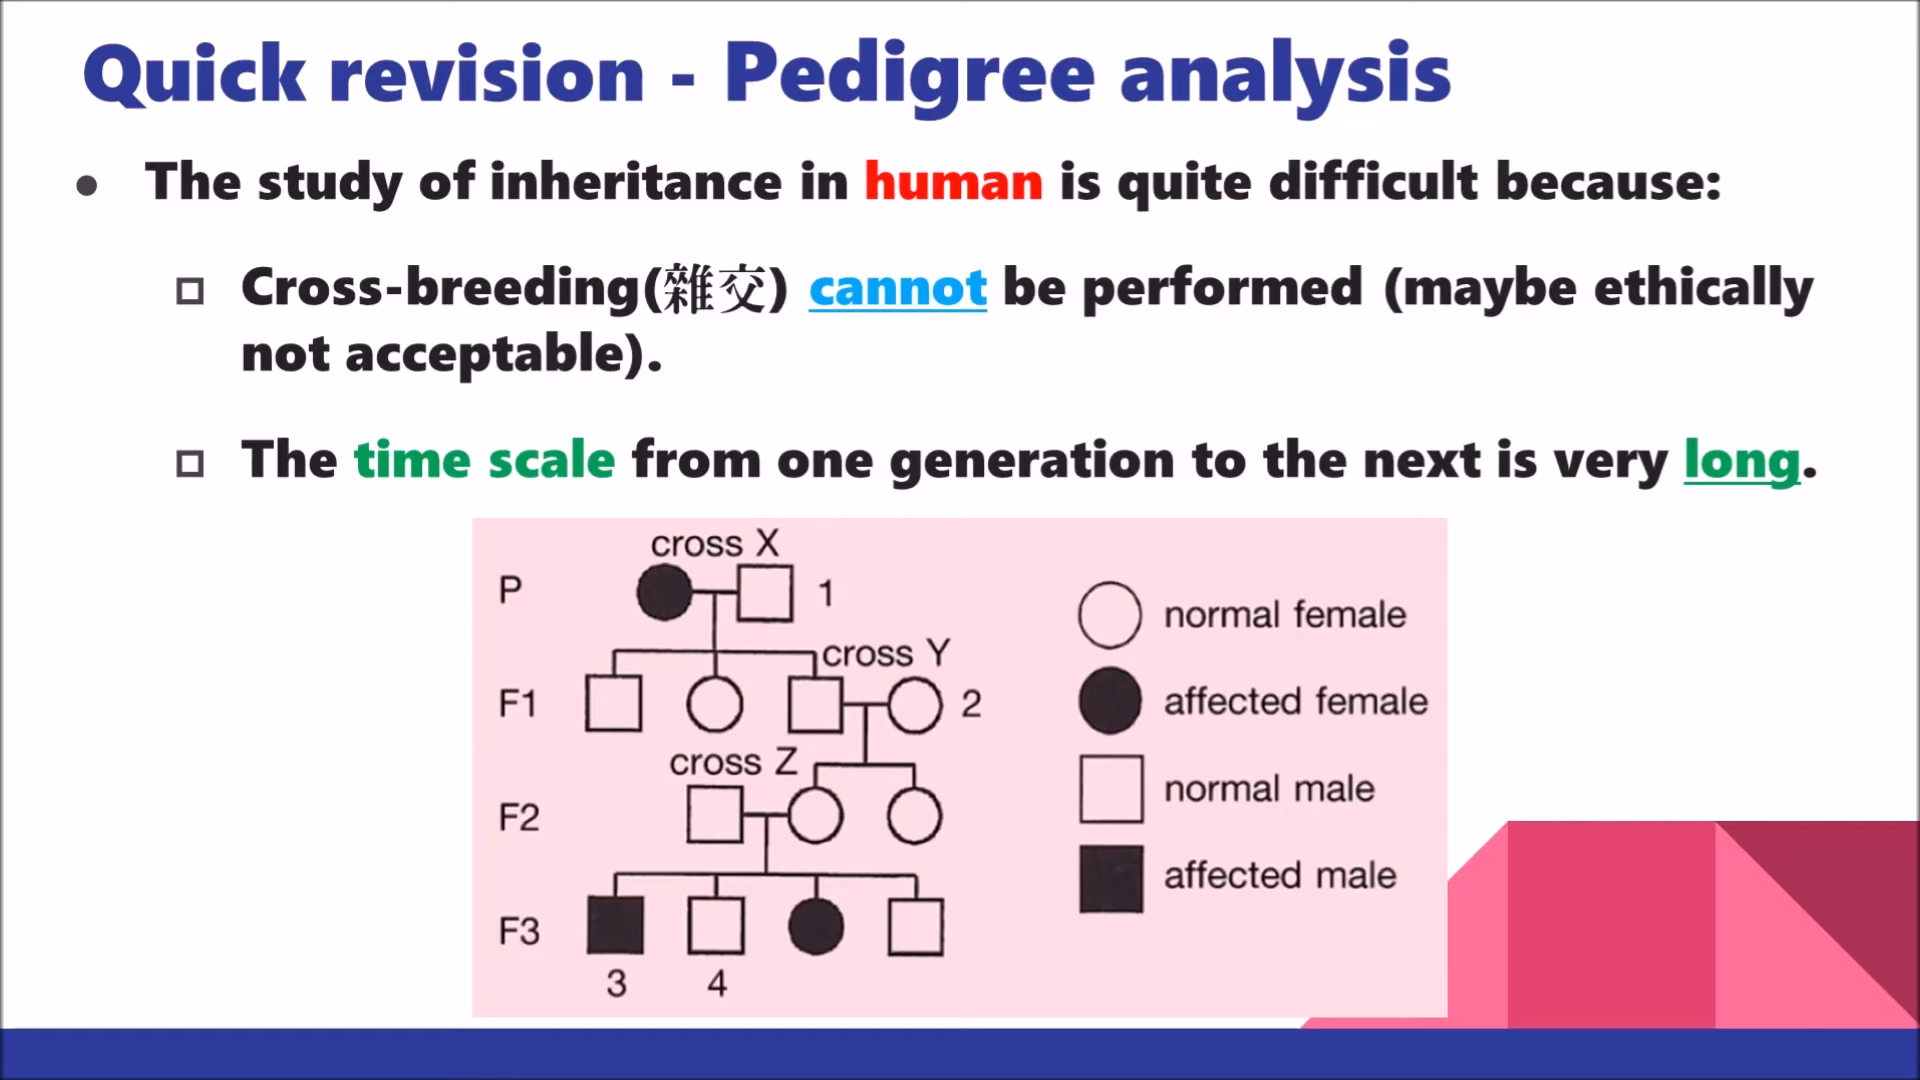 Quick revision - Pedigree analysis
The study of inheritance in human is quite difficult because:
Cross-breeding(雜交) cannot be performed (maybe ethically
not acceptable).
The time scale from one generation to the next is very long.
cross X
P
1
cross Y
F1
2
cross Z
F2
F3
3 4
normal female
affected female
normal male
affected male